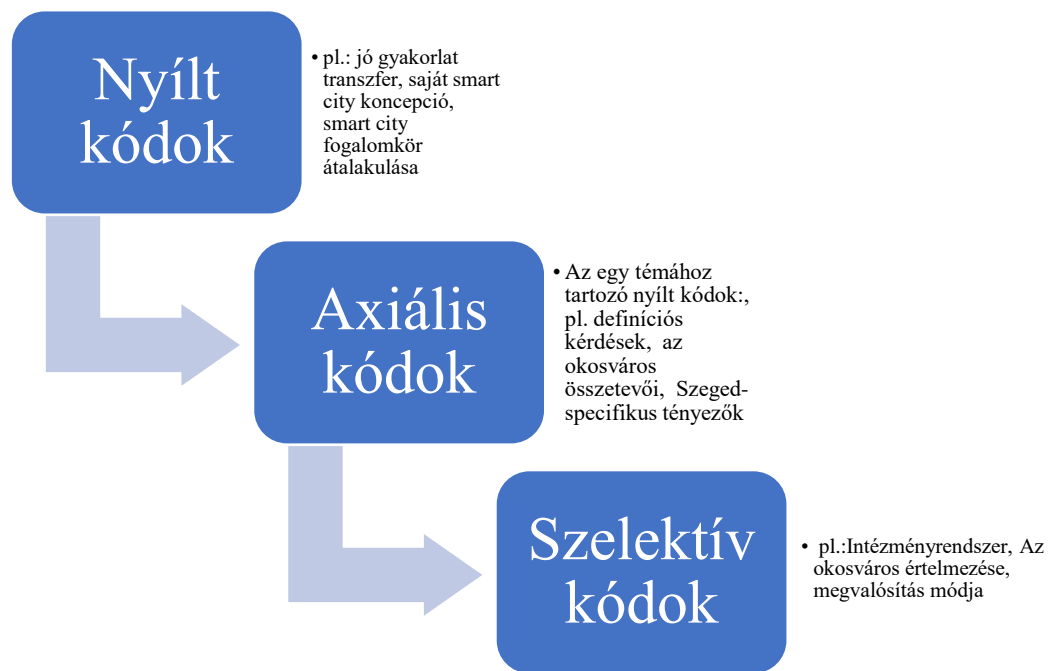 Nyílt
kódok
• pl.: jó gyakorlat
transzfer, saját smart
city koncepció,
smart city
fogalomkör
átalakulása
Axiális
kódok
• Az egy témához
tartozó nyílt kódok:,
pl. definíciós
kérdések, az
okosváros
összetevői, Szeged-
specifikus tényezők
Szelektív
kódok
• pl.:Intézményrendszer, Az
okosváros értelmezése,
megvalósítás módja